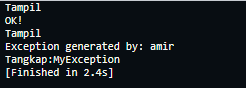 Tampil
OK!
Tampil
Exception generated by: amir
Tangkap:MyException
[Finished in 2.4s]